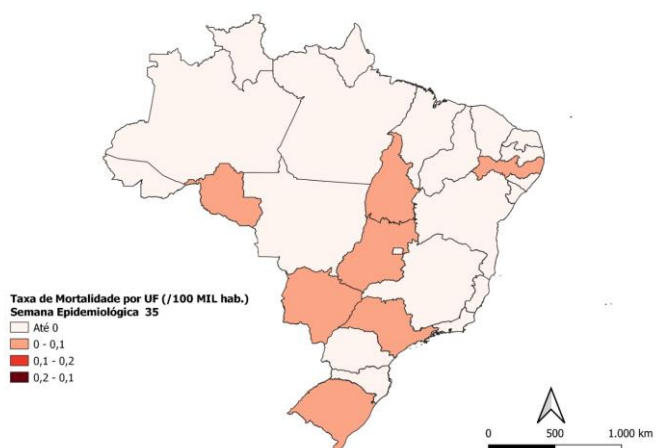 Taxa de Mortalidade por UF (/100 MIL hab.)
Semana Epidemiológica 35
Até 0
0 - 0,1
0,1 - 0,2
0,2 - 0,1
0 500 1.000 km